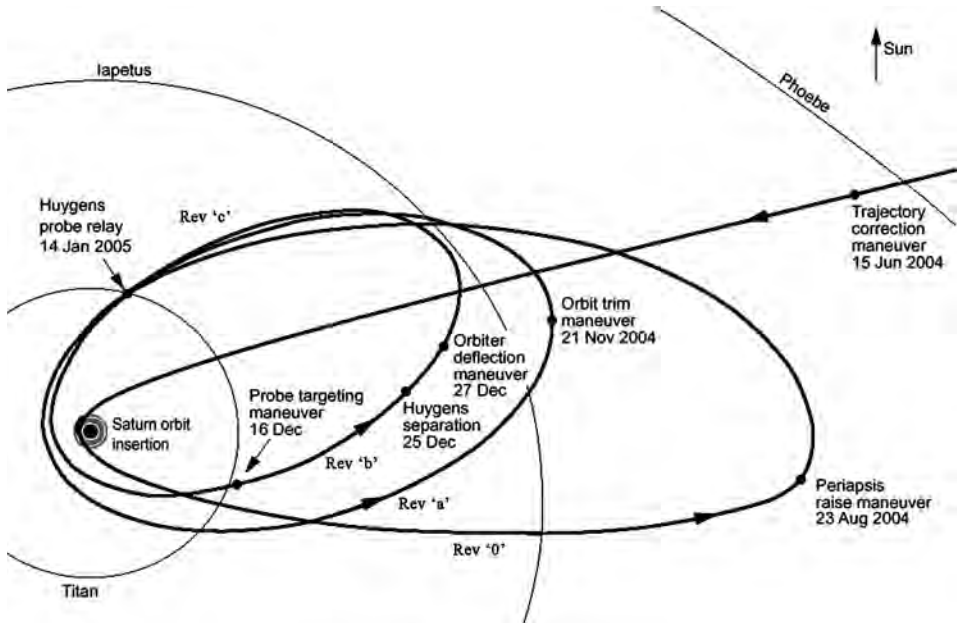 Iapetus
Sun
Phoebe
Huygens
probe relay
14 Jan 2005
Rev ‘c’
Trajectory
correction
maneuver
15 Jun 2004
Orbit trim
maneuver
21 Nov 2004
Orbiter
deflection
maneuver
27 Dec
Probe targeting
maneuver
16 Dec
Huygens
separation
25 Dec
Saturn orbit
insertion
Rev ‘b’
Rev ‘a’
Periapsis
raise maneuver
23 Aug 2004
Rev ‘0’
Titan